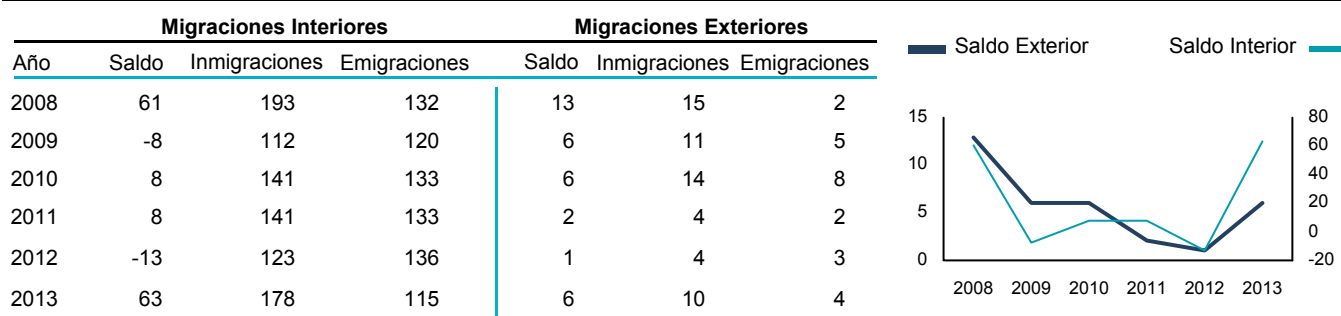 Migraciones Interiores Migraciones Exteriores
Año Saldo Inmigraciones Emigraciones Saldo Inmigraciones Emigraciones
2008 61 193 132 13 15 2
2009 -8 112 120 6 11 5
2010 8 141 133 6 14 8
2011 8 141 133 2 4 2
2012 -13 123 136 1 4 3
2013 63 178 115 6 10 4
Saldo Exterior Saldo Interior
15 80
60
10 40
5 20
0
0 -20
2008 2009 2010 2011 2012 2013